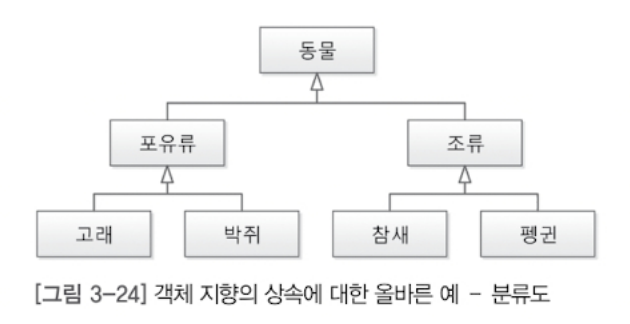 동물
포유류 조류
고래 박쥐 참새 펭귄
[그림 3-24] 객체 지향의 상속에 대한 올바른 예 - 분류도